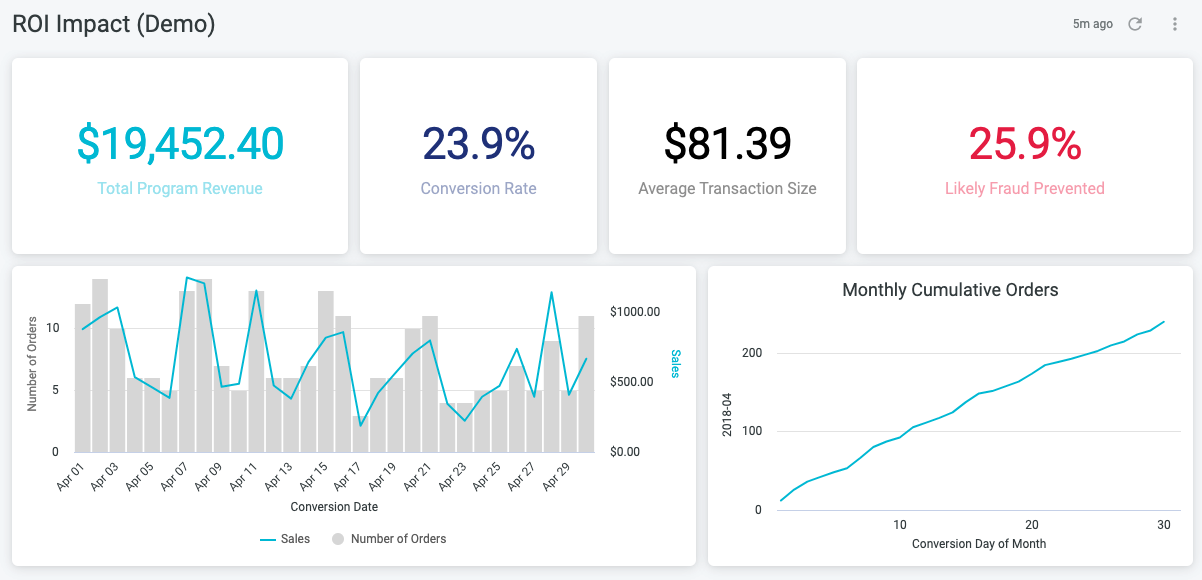 ROI Impact (Demo)
5m ago
$19,452.40
Total Program Revenue
23.9%
Conversion Rate
$81.39
Average Transaction Size
25.9%
Likely Fraud Prevented
Number of Orders
10
5
0
$1000.00
$500.00
$0.00
Sales
Apr 01
Apr 03
Apr 05
Apr 07
Apr 09
Apr 11
Apr 13
Apr 15
Apr 17
Apr 19
Apr 21
Apr 23
Apr 25
Apr 27
Apr 29
Conversion Date
Sales
Number of Orders
Monthly Cumulative Orders
2018-04
200
100
0
10
20
30
Conversion Day of Month